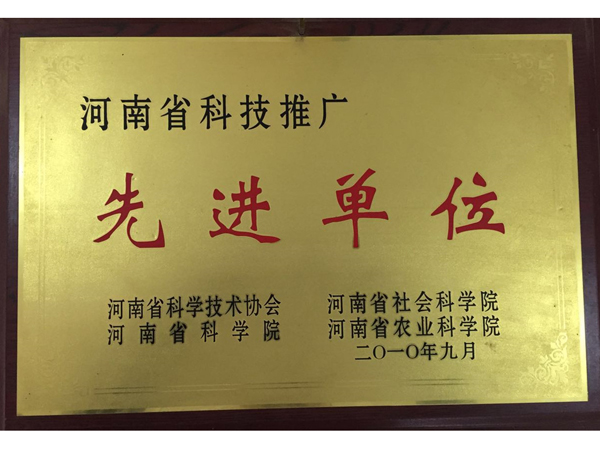 河南省科技推广
先进单位
河南省科学技术协会
河南省科学院
河南省社会科学院
河南省农业科学院
二〇一〇年九月